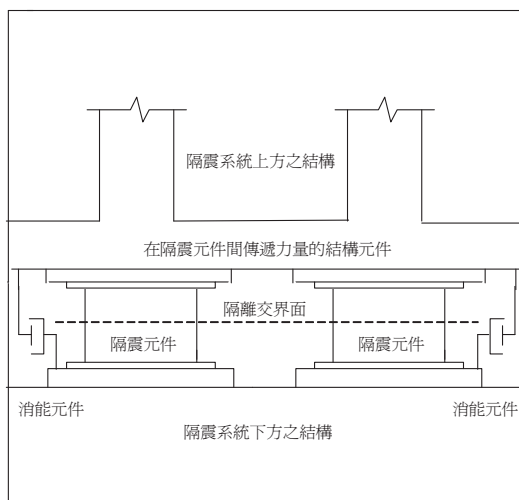 隔震系統上方之結構
在隔震元件間傳遞力量的結構元件
隔離交界面
隔震元件
隔震元件
消能元件
消能元件
隔震系統下方之結構